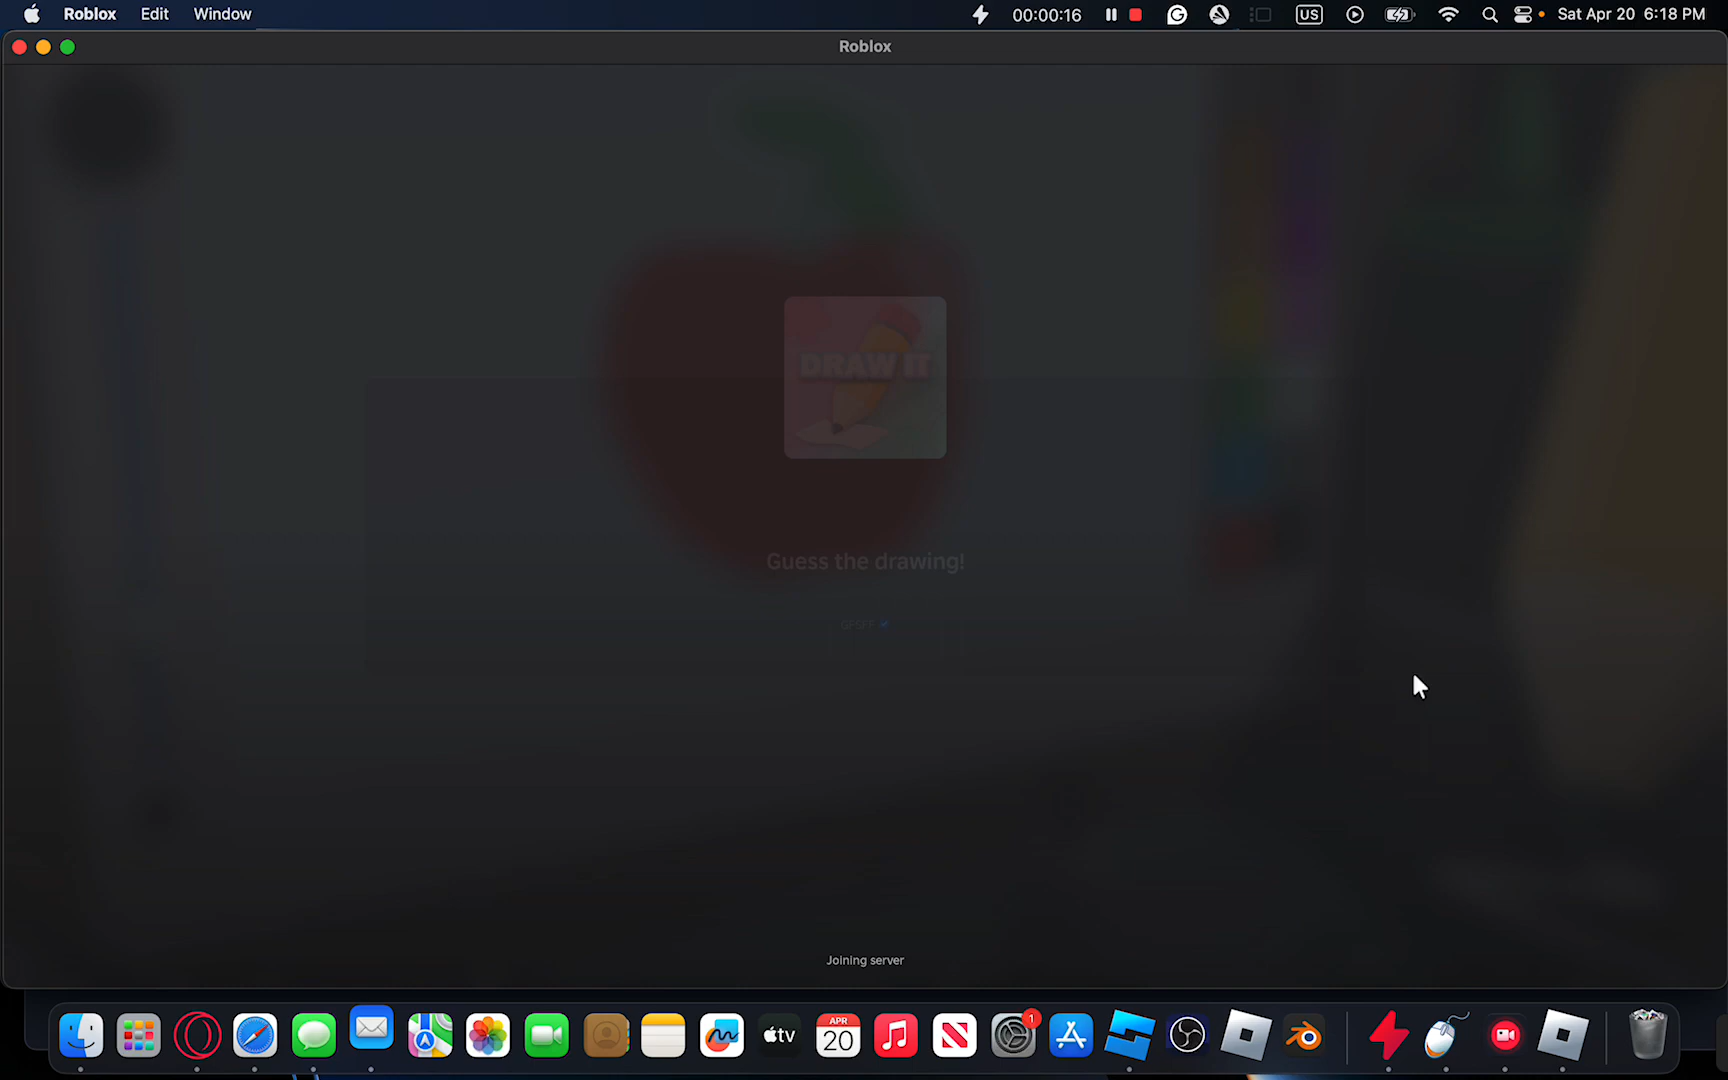 Roblox Edit Window 00:00:16 US Sat Apr 20 6:18 PM
Roblox
DRAW IT
Guess the drawing!
Joining server
tv
APR
20
1